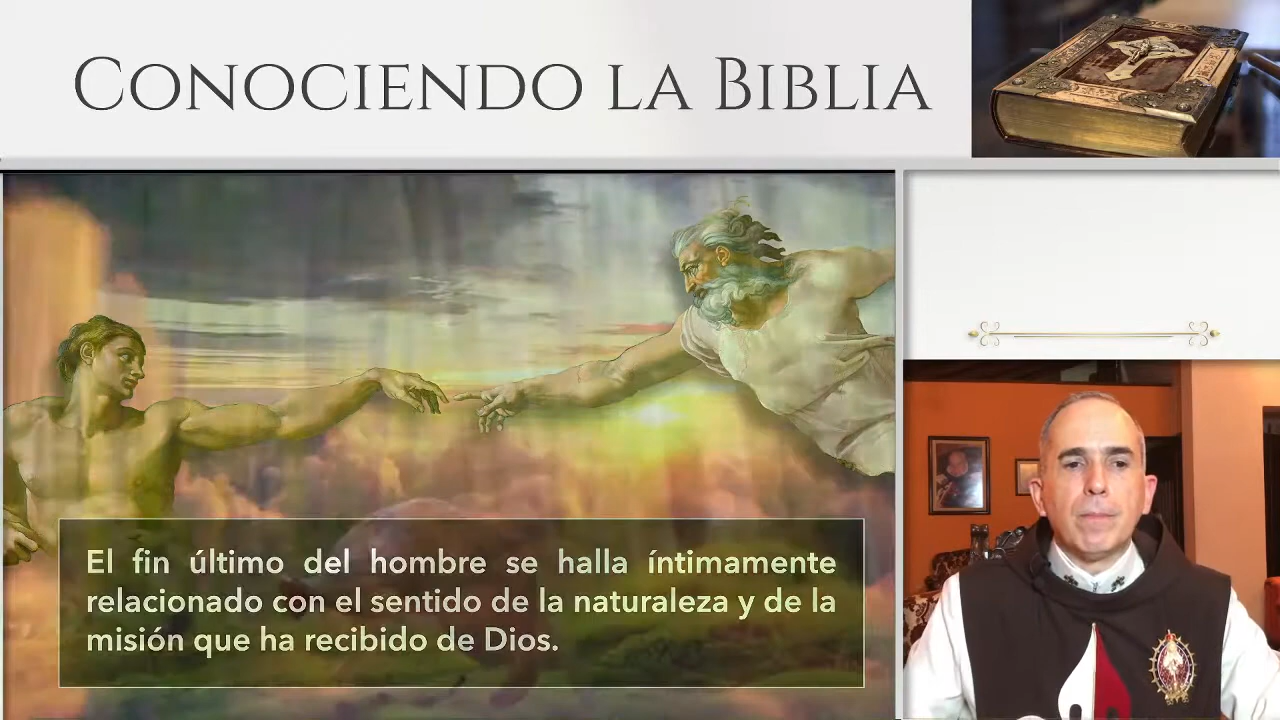 CONOCIENDO LA BIBLIA
El fin último del hombre se halla íntimamente
relacionado con el sentido de la naturaleza y de la
misión que ha recibido de Dios.